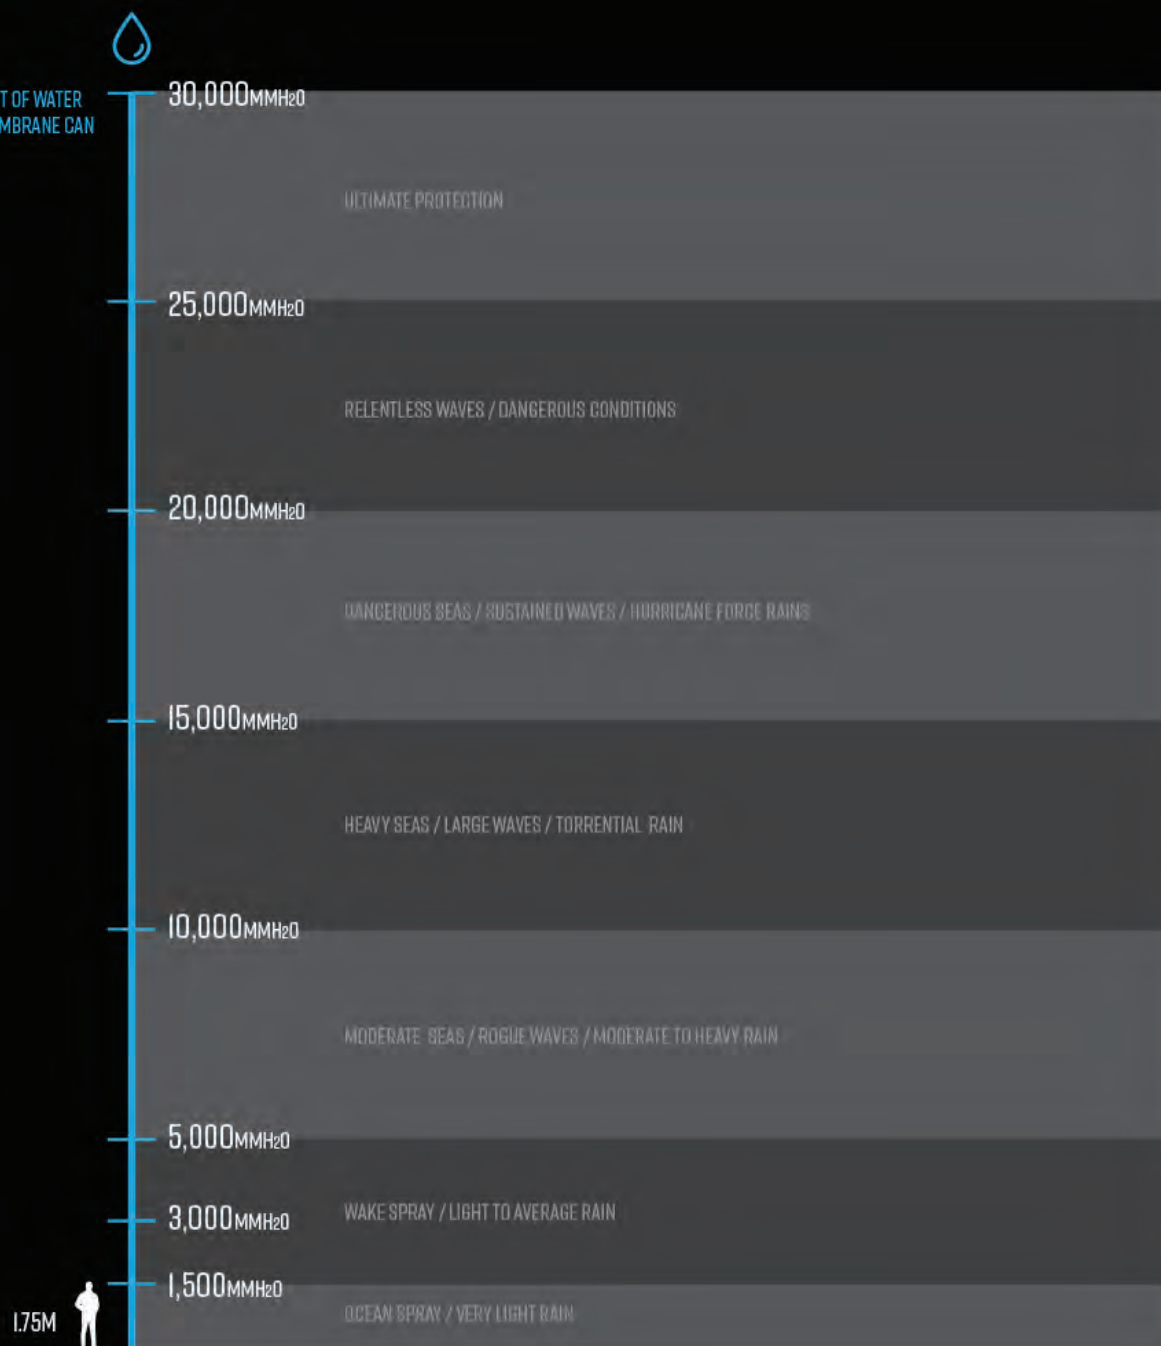 T OF WATER
MBRANE CAN
30,000MMH2O
ULTIMATE PROTECTION
25,000MMH2O
RELENTLESS WAVES / DANGEROUS CONDITIONS
20,000MMH2O
DANGEROUS SEAS / SUSTAINED WAVES / HURRICANE FORCE RAINS
15,000MMH2O
HEAVY SEAS / LARGE WAVES / TORRENTIAL RAIN
10,000MMH2O
MODERATE SEAS / ROGUE WAVES / MODERATE TO HEAVY RAIN
5,000MMH2O
3,000MMH2O
WAKE SPRAY / LIGHT TO AVERAGE RAIN
1,500MMH2O
OCEAN SPRAY / VERY LIGHT RAIN
1.75M